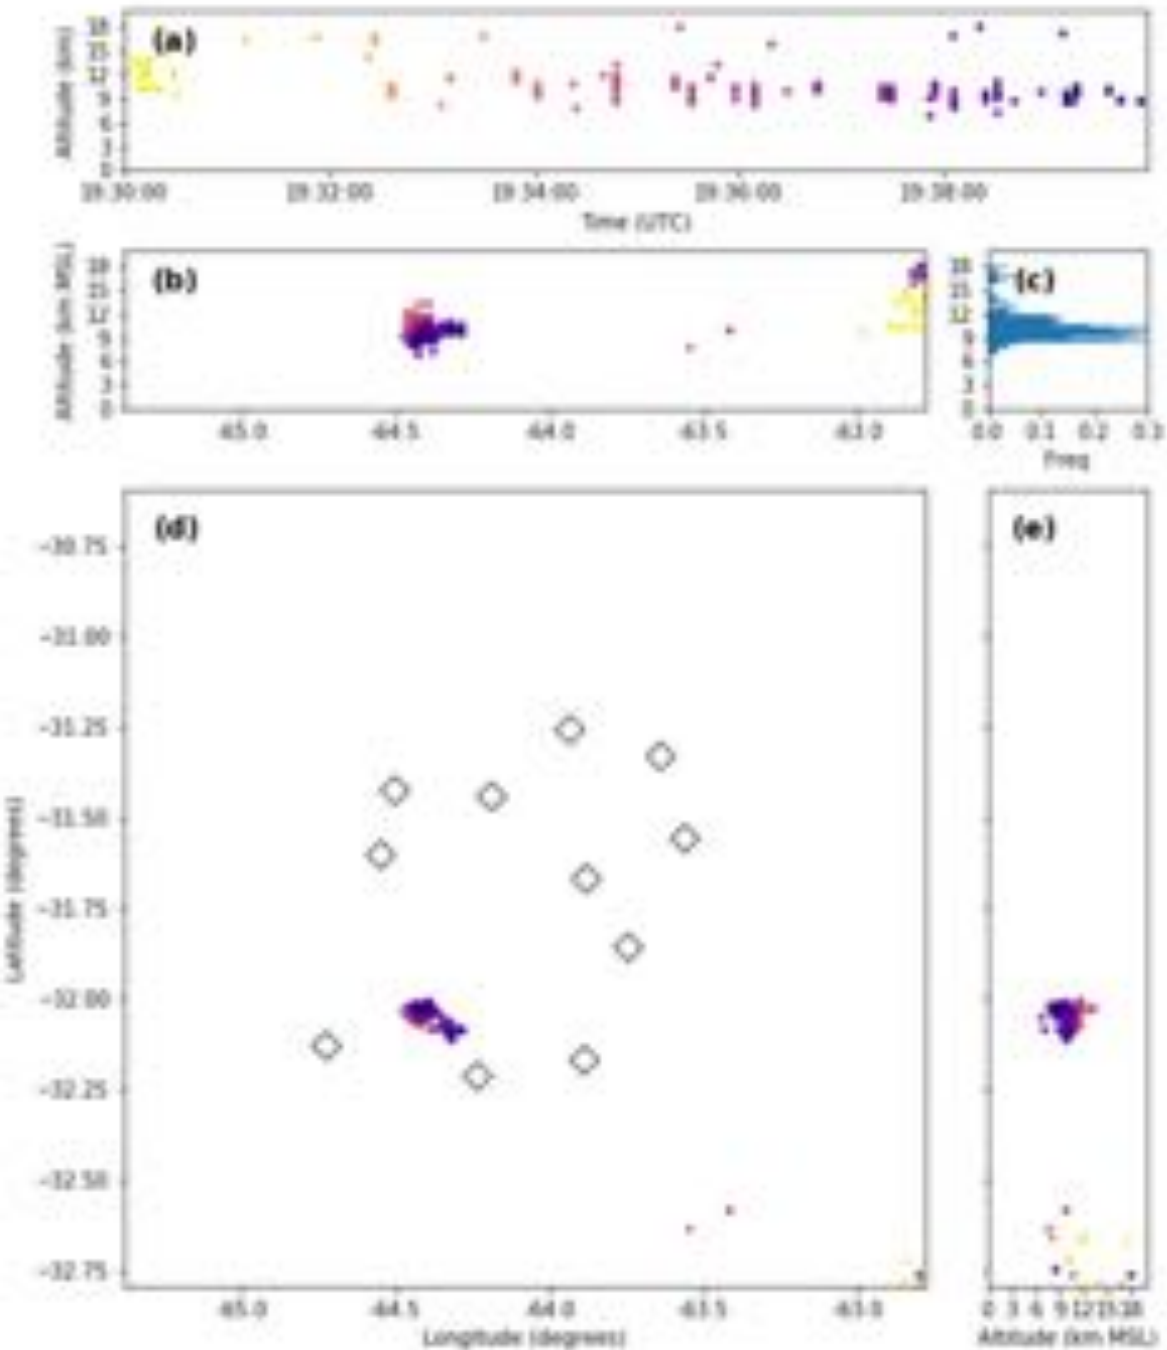 (a)
Altitude (km)
18
15
12
9
6
3
0
19:30:00 19:32:00 19:34:00 19:36:00 19:38:00
Time (UTC)
(b)
Altitude (km MSL)
18
15
12
9
6
3
0
-65.0 -64.5 -64.0 -63.5 -63.0
(c)
18
15
12
9
6
3
0
0.0 0.1 0.2 0.3
Freq
(d)
Latitude (degrees)
-30.75
-31.00
-31.25
-31.50
-31.75
-32.00
-32.25
-32.50
-32.75
-65.0 -64.5 -64.0 -63.5 -63.0
Longitude (degrees)
(e)
0 3 6 9 12 15 18
Altitude (km MSL)